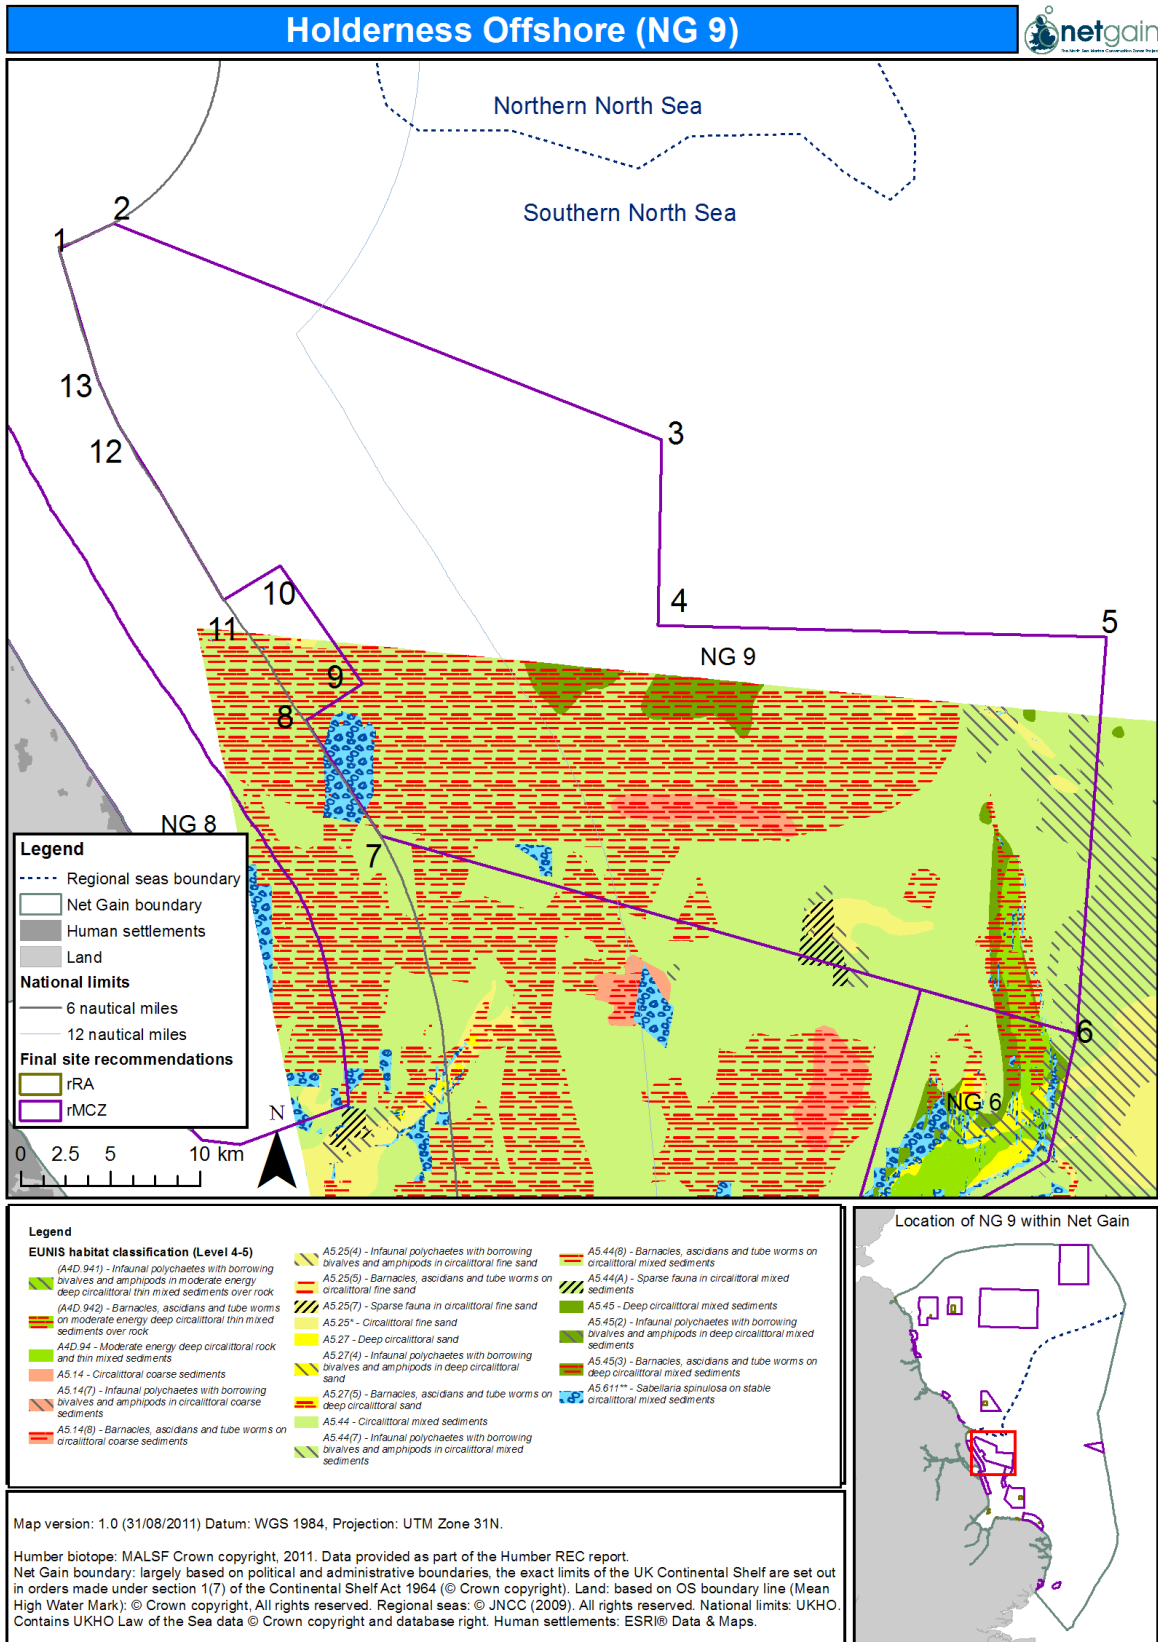 Holderness Offshore (NG 9)
netgain
The North Sea Marine Conservation Zones Project
Northern North Sea
Southern North Sea
2
1
3
13
12
10
4
11
5
NG 9
9
8
NG 8
7
6
NG 6
Legend
Regional seas boundary
Net Gain boundary
Human settlements
Land
National limits
6 nautical miles
12 nautical miles
Final site recommendations
rRA
rMCZ
N
0 2.5 5 10 km
Legend
EUNIS habitat classification (Level 4-5)
(A4D.941) - Infaunal polychaetes with borrowing
bivalves and amphipods in moderate energy
deep circalittoral thin mixed sediments over rock
(A4D.942) - Barnacles, ascidians and tube worms
on moderate energy deep circalittoral thin mixed
sediments over rock
A4D.94 - Moderate energy deep circalittoral rock
and thin mixed sediments
A5.14 - Circalittoral coarse sediments
A5.14(7) - Infaunal polychaetes with borrowing
bivalves and amphipods in circalittoral coarse
sediments
A5.14(8) - Barnacles, ascidians and tube worms on
circalittoral coarse sediments
A5.25(4) - Infaunal polychaetes with borrowing
bivalves and amphipods in circalittoral fine sand
A5.25(5) - Barnacles, ascidians and tube worms on
circalittoral fine sand
A5.25(7) - Sparse fauna in circalittoral fine sand
A5.25* - Circalittoral fine sand
A5.27 - Deep circalittoral sand
A5.27(4) - Infaunal polychaetes with borrowing
bivalves and amphipods in deep circalittoral
sand
A5.27(5) - Barnacles, ascidians and tube worms on
deep circalittoral sand
A5.44 - Circalittoral mixed sediments
A5.44(7) - Infaunal polychaetes with borrowing
bivalves and amphipods in circalittoral mixed
sediments
A5.44(8) - Barnacles, ascidians and tube worms on
circalittoral mixed sediments
A5.44(A) - Sparse fauna in circalittoral mixed
sediments
A5.45 - Deep circalittoral mixed sediments
A5.45(2) - Infaunal polychaetes with borrowing
bivalves and amphipods in deep circalittoral mixed
sediments
A5.45(3) - Barnacles, ascidians and tube worms on
deep circalittoral mixed sediments
A5.611** - Sabellaria spinulosa on stable
circalittoral mixed sediments
Location of NG 9 within Net Gain
Map version: 1.0 (31/08/2011) Datum: WGS 1984, Projection: UTM Zone 31N.
Humber biotope: MALSF Crown copyright, 2011. Data provided as part of the Humber REC report.
Net Gain boundary: largely based on political and administrative boundaries, the exact limits of the UK Continental Shelf are set out
in orders made under section 1(7) of the Continental Shelf Act 1964 (© Crown copyright). Land: based on OS boundary line (Mean
High Water Mark): © Crown copyright, All rights reserved. Regional seas: © JNCC (2009). All rights reserved. National limits: UKHO.
Contains UKHO Law of the Sea data © Crown copyright and database right. Human settlements: ESRI® Data & Maps.